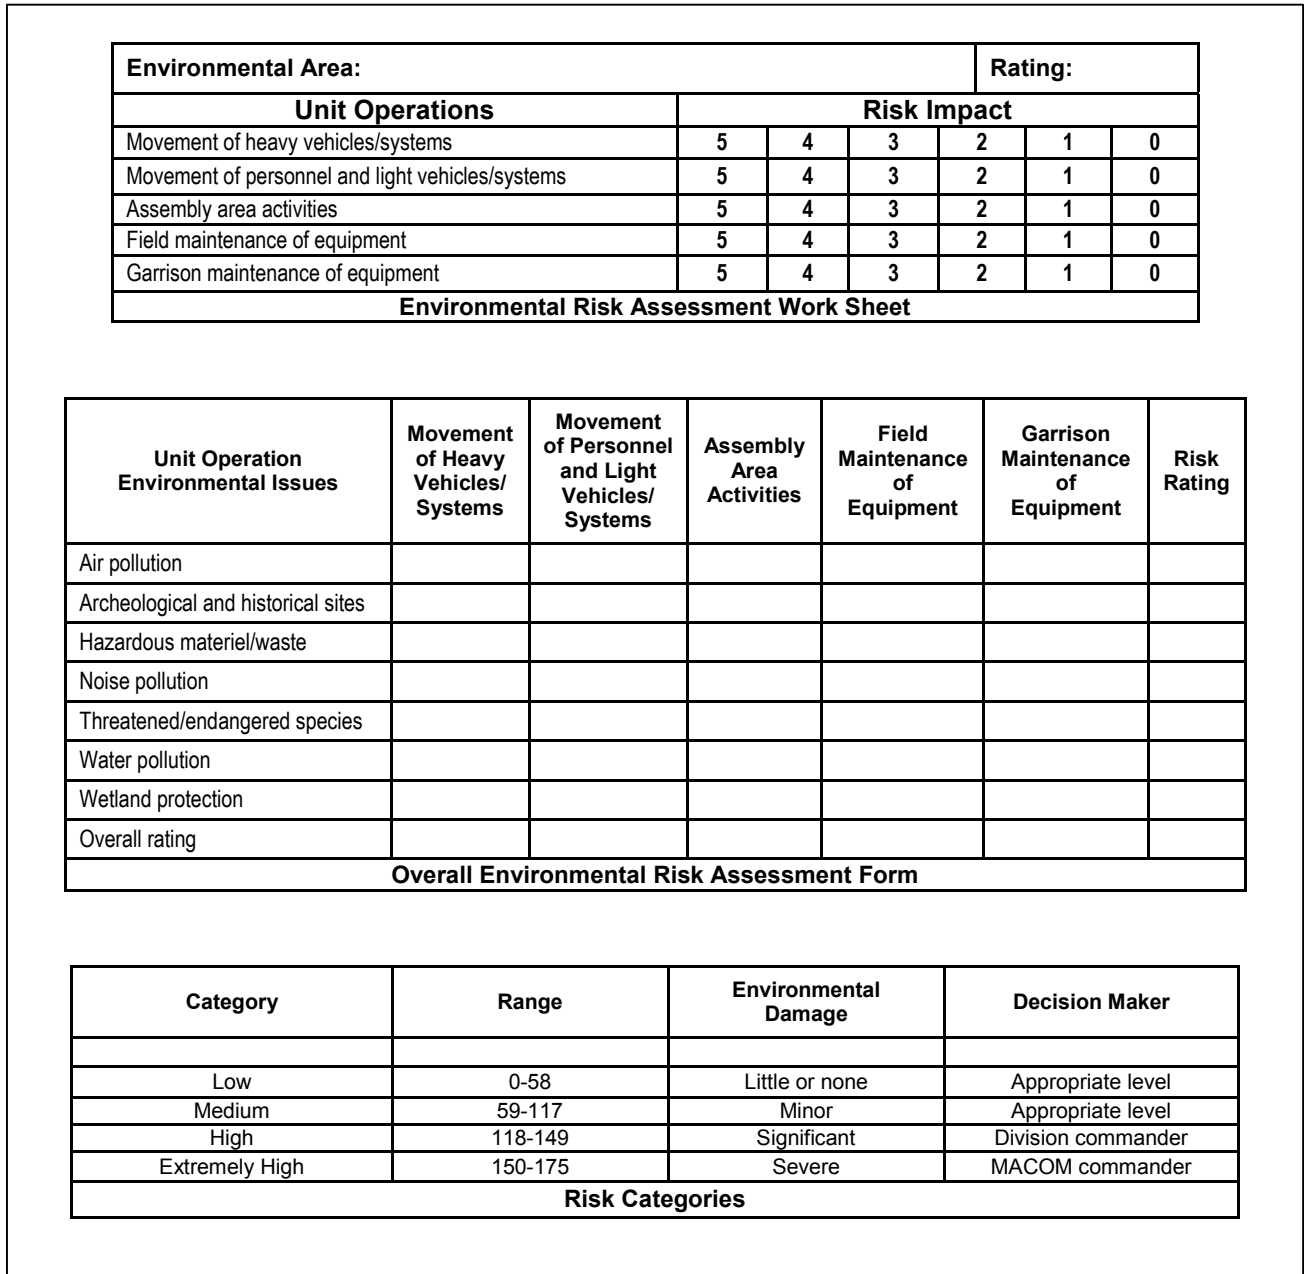 Environmental Area: Rating:
Unit Operations Risk Impact
Movement of heavy vehicles/systems 5 4 3 2 1 0
Movement of personnel and light vehicles/systems 5 4 3 2 1 0
Assembly area activities 5 4 3 2 1 0
Field maintenance of equipment 5 4 3 2 1 0
Garrison maintenance of equipment 5 4 3 2 1 0
Environmental Risk Assessment Work Sheet
Unit Operation
Environmental Issues
Movement
of Heavy
Vehicles/
Systems
Movement
of Personnel
and Light
Vehicles/
Systems
Assembly
Area
Activities
Field
Maintenance
of
Equipment
Garrison
Maintenance
of
Equipment
Risk
Rating
Air pollution
Archeological and historical sites
Hazardous materiel/waste
Noise pollution
Threatened/endangered species
Water pollution
Wetland protection
Overall rating
Overall Environmental Risk Assessment Form
Category
Range
Environmental
Damage
Decision Maker
Low 0-58 Little or none Appropriate level
Medium 59-117 Minor Appropriate level
High 118-149 Significant Division commander
Extremely High 150-175 Severe MACOM commander
Risk Categories